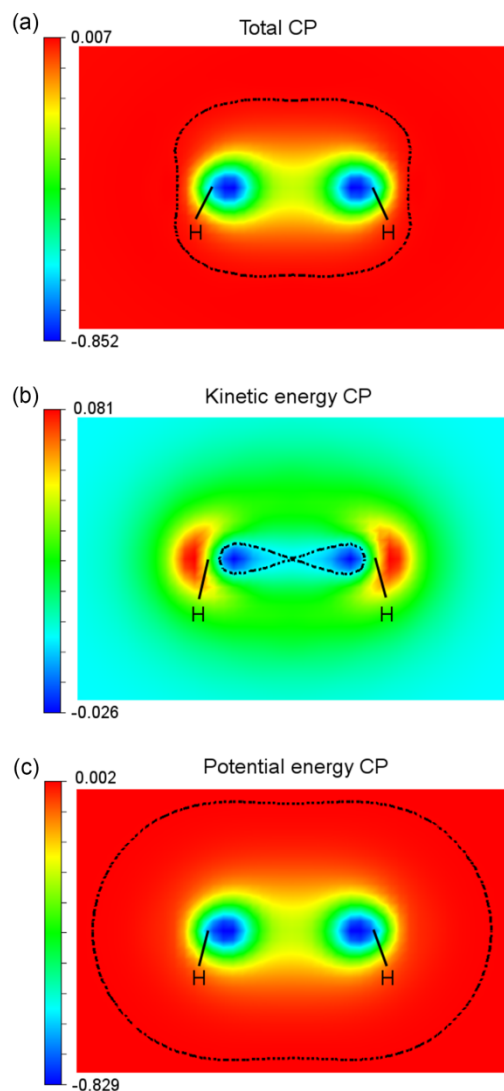 (a)
Total CP
0.007
H
H
-0.852
(b)
Kinetic energy CP
0.081
H
H
-0.026
(c)
Potential energy CP
0.002
H
H
-0.829